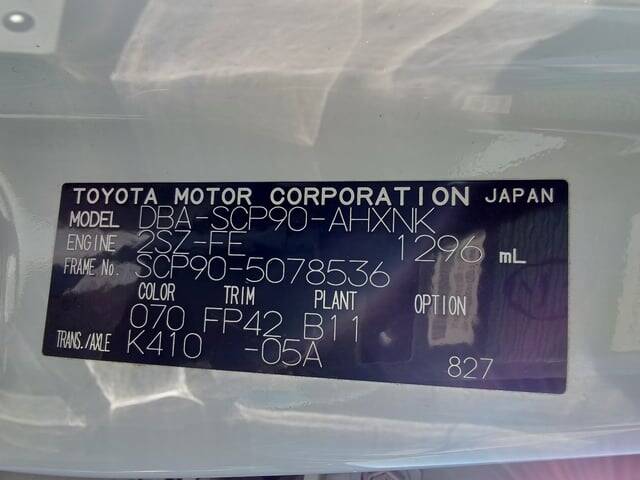 TOYOTA MOTOR CORPORATION JAPAN
MODEL DBA-SCP90-AHXNK
ENGINE 2SZ-FE 1296 mL
FRAME No. SCP90-5078536
COLOR TRIM PLANT OPTION
070 FP42 B11
TRANS./AXLE K410 -05A
827